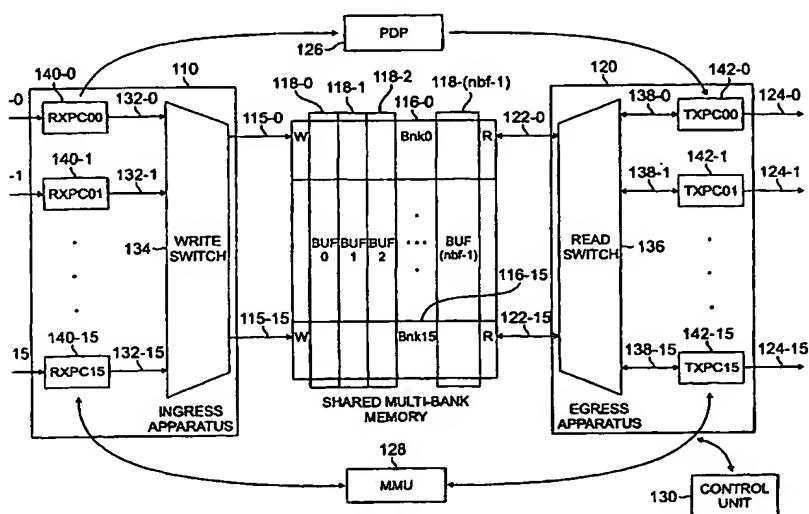 PDP
126
140-0
110
118-0
118-1
118-2
118-(nbf-1)
116-0
120
142-0
-0
RXPC00
132-0
115-0
W
Bnk0
R
122-0
138-0
TXPC00
124-0
140-1
-1
RXPC01
132-1
138-1
142-1
TXPC01
124-1
134
WRITE SWITCH
BUF 0
BUF 1
BUF 2
BUF (nbf-1)
READ SWITCH
136
116-15
140-15
15
RXPC15
132-15
115-15
W
Bnk15
R
122-15
138-15
142-15
TXPC15
124-15
INGRESS APPARATUS
SHARED MULTI-BANK MEMORY
EGRESS APPARATUS
128
MMU
130
CONTROL UNIT